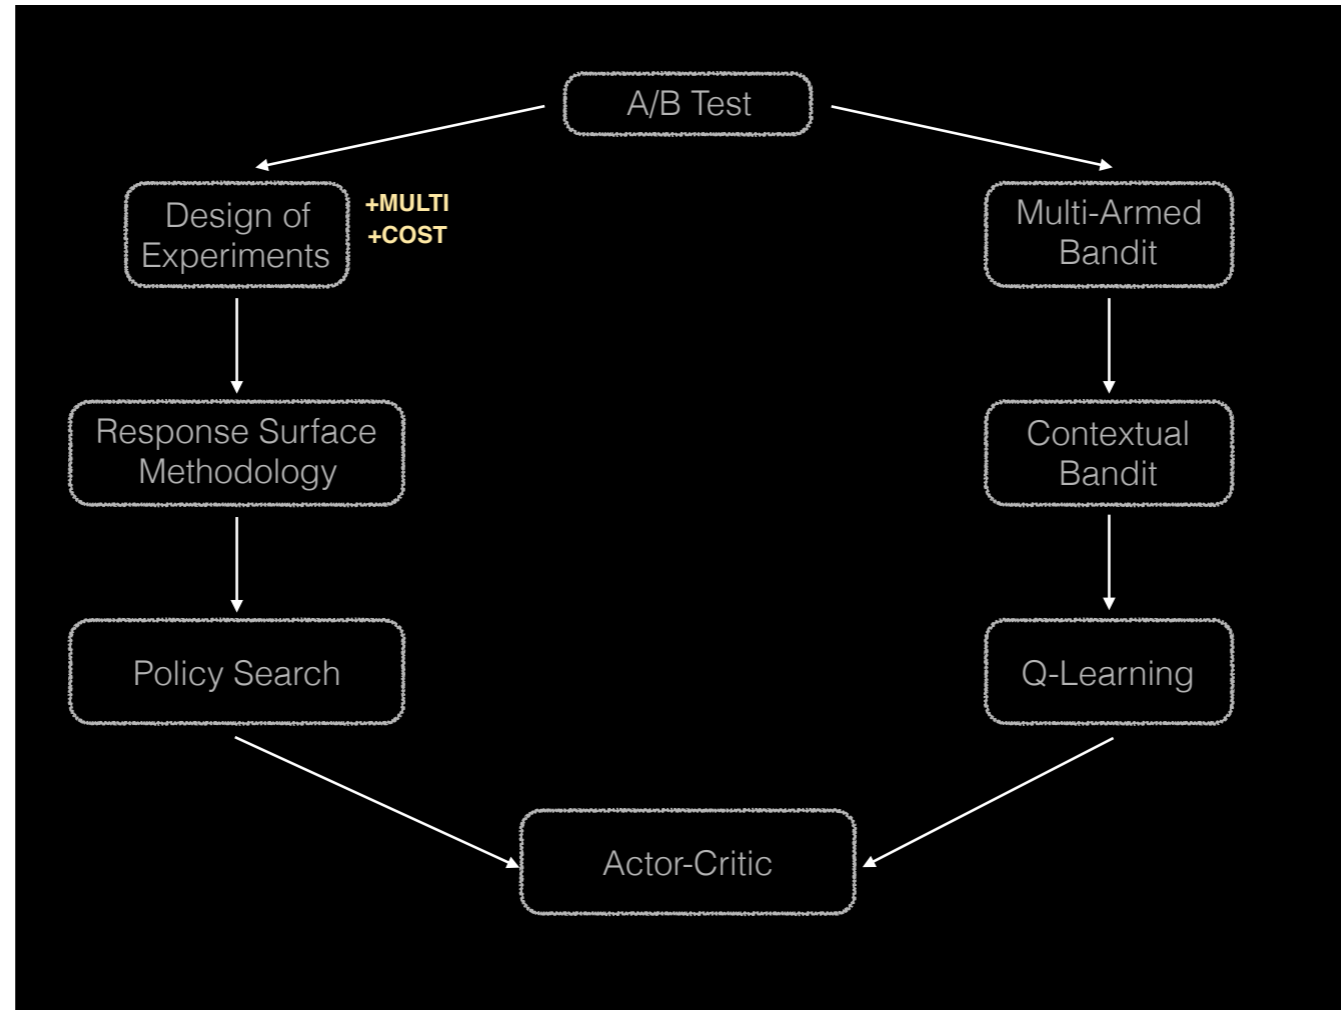 A/B Test
Design of
Experiments
+MULTI
+COST
Multi-Armed
Bandit
Response Surface
Methodology
Contextual
Bandit
Policy Search
Q-Learning
Actor-Critic